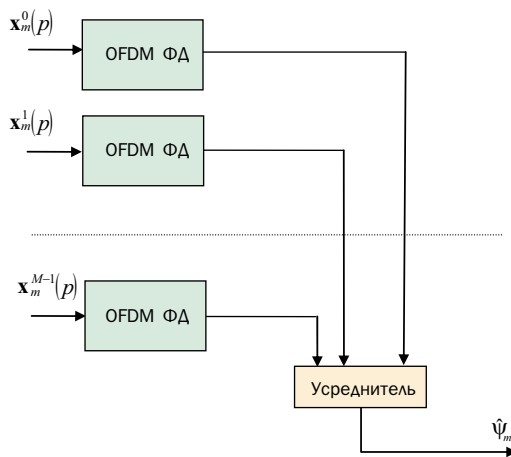 x_m^0(p)
OFDM ФД
x_m^1(p)
OFDM ФД
x_m^{M-1}(p)
OFDM ФД
Усреднитель
ψ̂_m